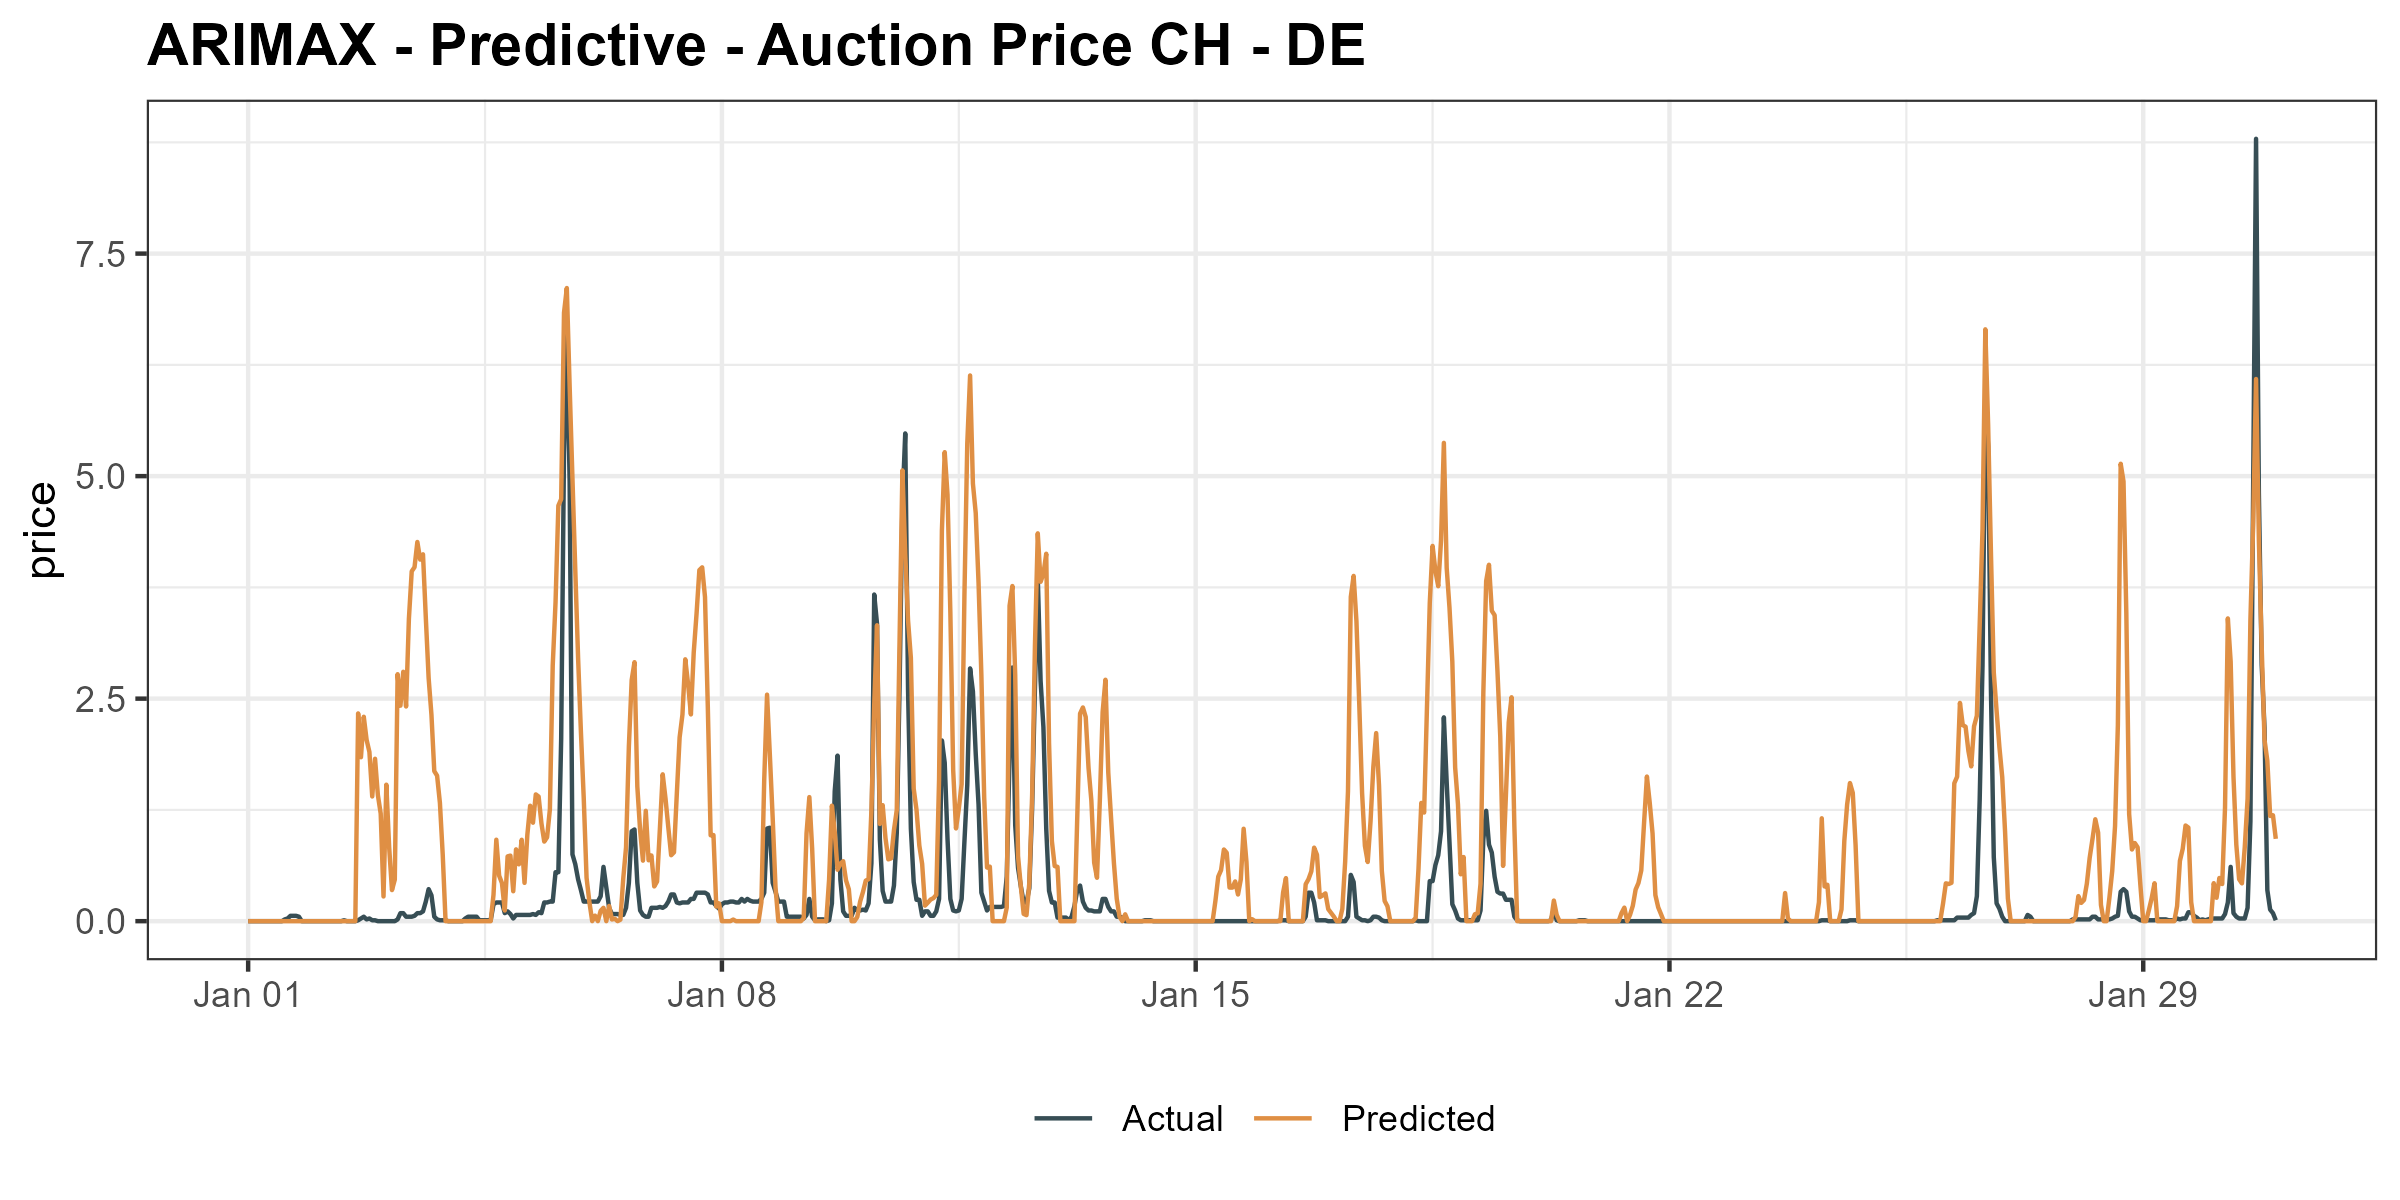 ARIMAX - Predictive - Auction Price CH - DE
price
7.5
5.0
2.5
0.0
Jan 01 Jan 08 Jan 15 Jan 22 Jan 29
Actual Predicted